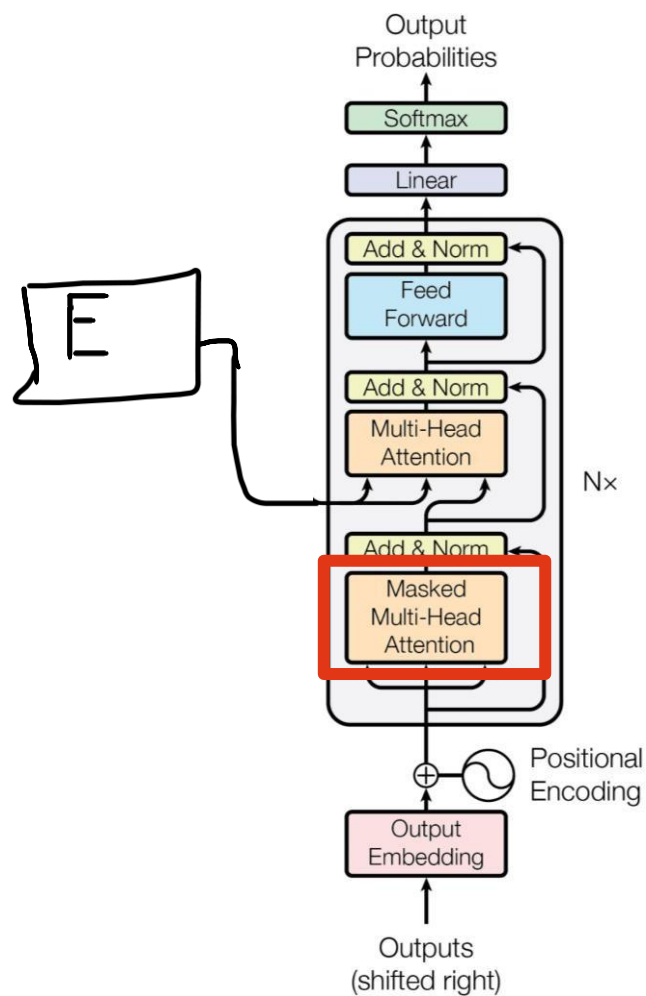 Output
Probabilities
Softmax
Linear
Add & Norm
Feed
Forward
E
Add & Norm
Multi-Head
Attention
N×
Add & Norm
Masked
Multi-Head
Attention
Positional
Encoding
Output
Embedding
Outputs
(shifted right)